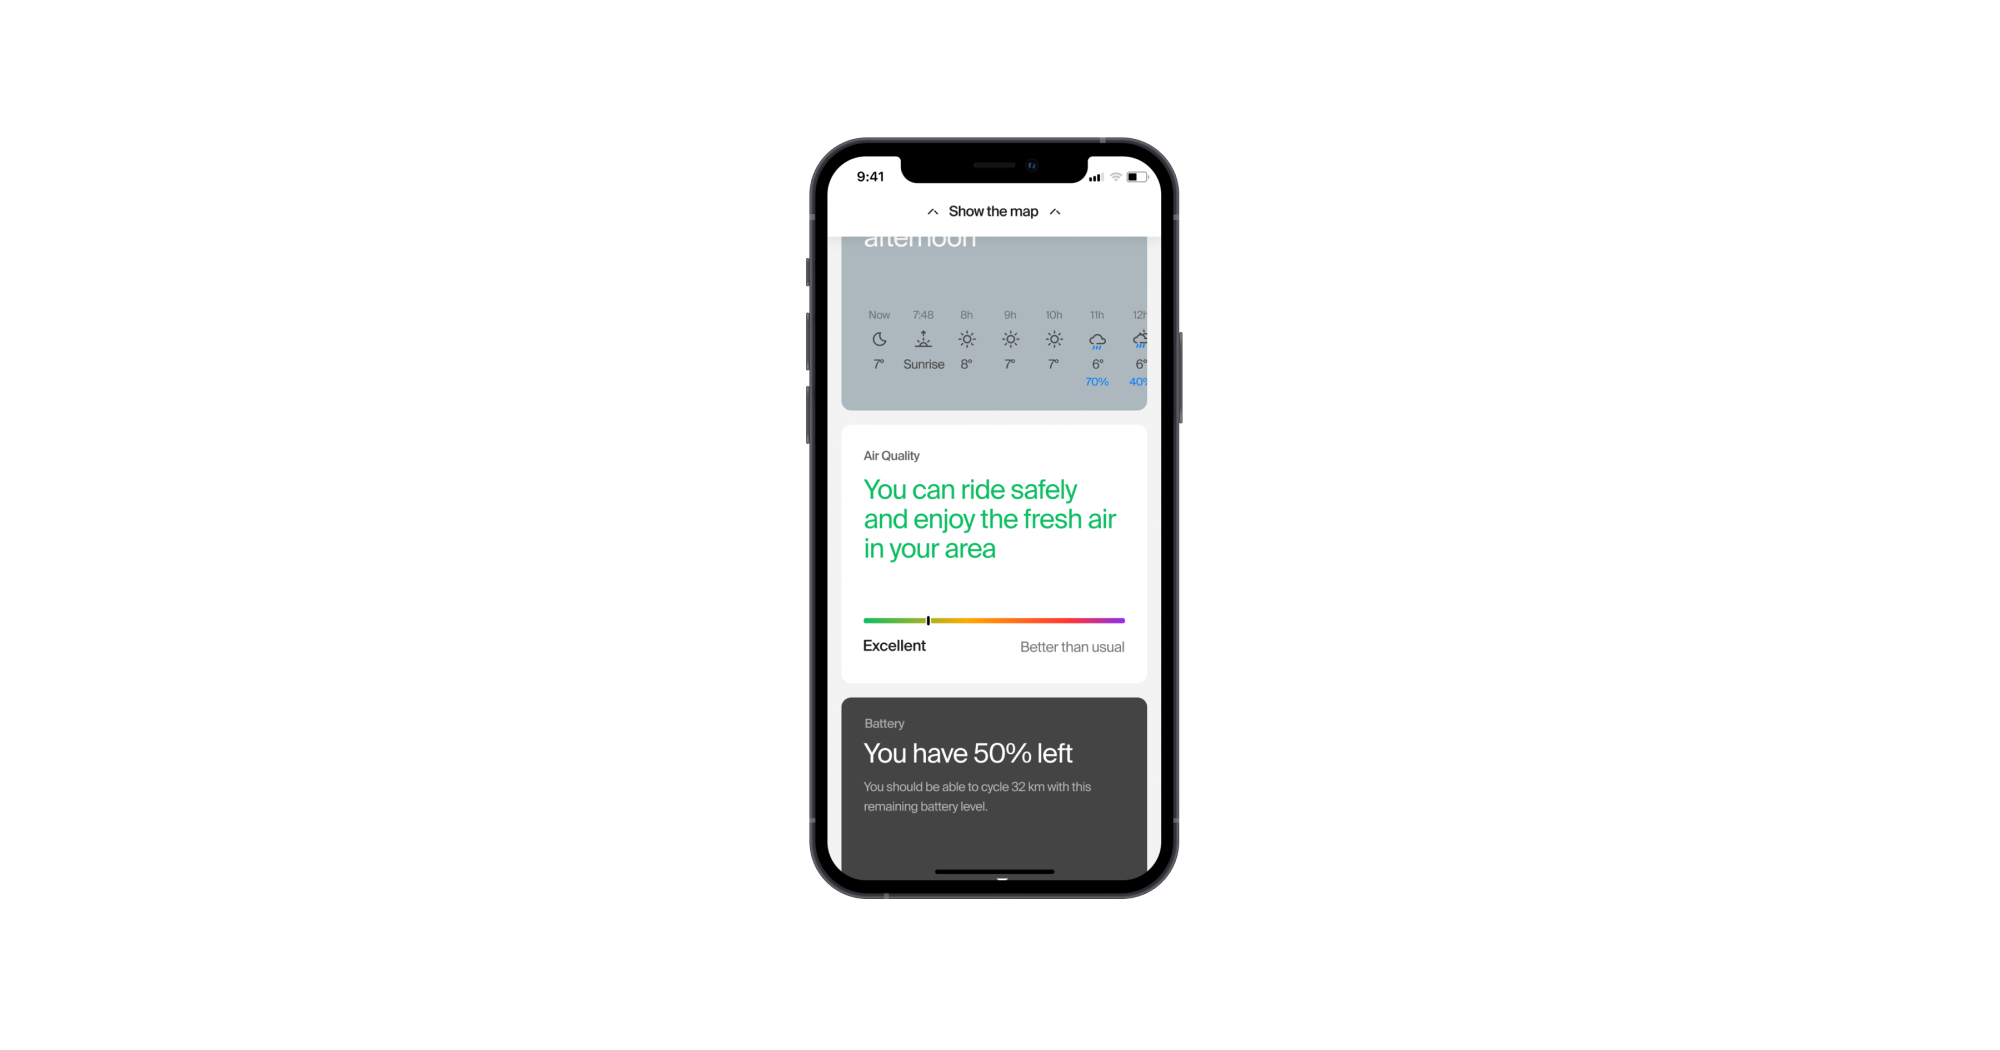 9:41
Show the map
afternoon
Now 7:48 8h 9h 10h 11h 12h
7° Sunrise 8° 7° 7° 6° 6°
70% 40%
Air Quality
You can ride safely
and enjoy the fresh air
in your area
Excellent Better than usual
Battery
You have 50% left
You should be able to cycle 32 km with this
remaining battery level.